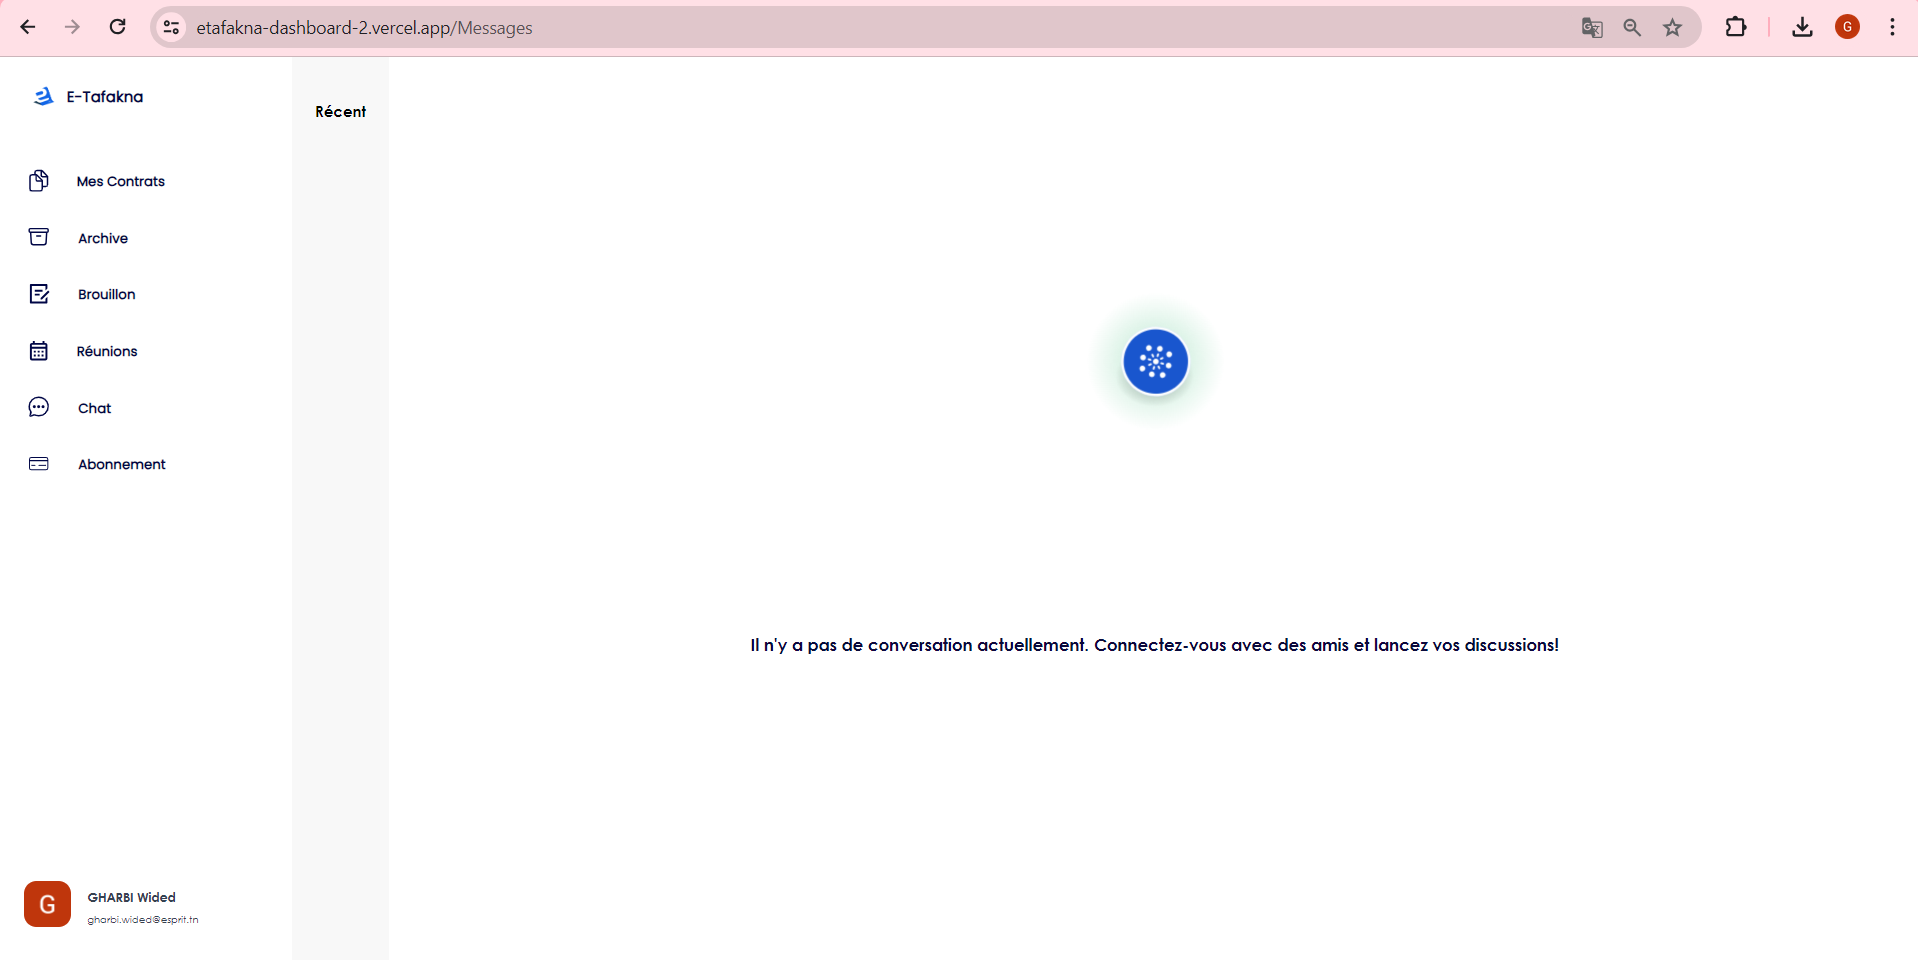 etafakna-dashboard-2.vercel.app/Messages
G
E-Tafakna
Mes Contrats
Archive
Brouillon
Réunions
Chat
Abonnement
Récent
Il n'y a pas de conversation actuellement. Connectez-vous avec des amis et lancez vos discussions!
G
GHARBI Wided
gharbi.wided@esprit.tn